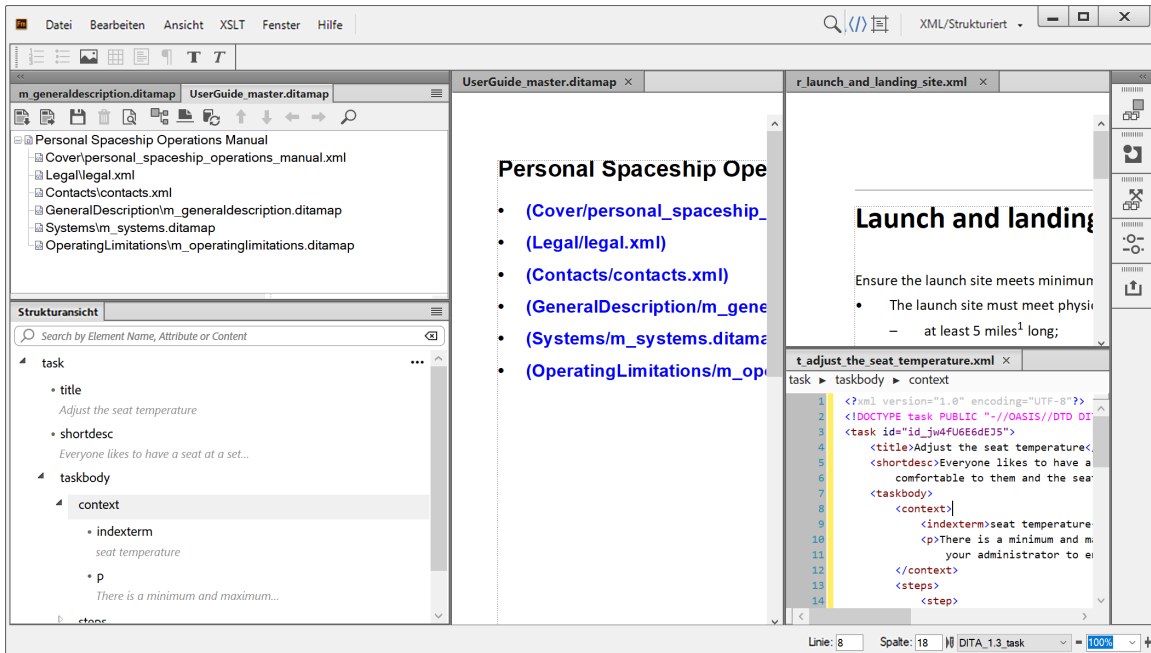 Fm Datei Bearbeiten Ansicht XSLT Fenster Hilfe XML/Strukturiert
m_generaldescription.ditamap UserGuide_master.ditamap
Personal Spaceship Operations Manual
Cover\personal_spaceship_operations_manual.xml
Legal\legal.xml
Contacts\contacts.xml
GeneralDescription\m_generaldescription.ditamap
Systems\m_systems.ditamap
OperatingLimitations\m_operatinglimitations.ditamap
Strukturansicht
Search by Element Name, Attribute or Content
task
title
Adjust the seat temperature
shortdesc
Everyone likes to have a seat at a set...
taskbody
context
indexterm
seat temperature
p
There is a minimum and maximum...
steps
UserGuide_master.ditamap
Personal Spaceship Ope
• (Cover/personal_spaceship_
• (Legal/legal.xml)
• (Contacts/contacts.xml)
• (GeneralDescription/m_gene
• (Systems/m_systems.ditama
• (OperatingLimitations/m_op
r_launch_and_landing_site.xml
Launch and landing
Ensure the launch site meets minimum
• The launch site must meet physi
– at least 5 miles1 long;
t_adjust_the_seat_temperature.xml
task ► taskbody ► context
1 <?xml version="1.0" encoding="UTF-8"?>
2 <!DOCTYPE task PUBLIC "-//OASIS//DTD DI
3 <task id="id_jw4fU6E6dEJ5">
4 <title>Adjust the seat temperature<
5 <shortdesc>Everyone likes to have a
6 comfortable to them and the sea
7 <taskbody>
8 <context>
9 <indexterm>seat temperature
10 <p>There is a minimum and ma
11 your administrator to e
12 </context>
13 <steps>
14 <step>
Linie: 8 Spalte: 18 DITA_1.3_task 100%